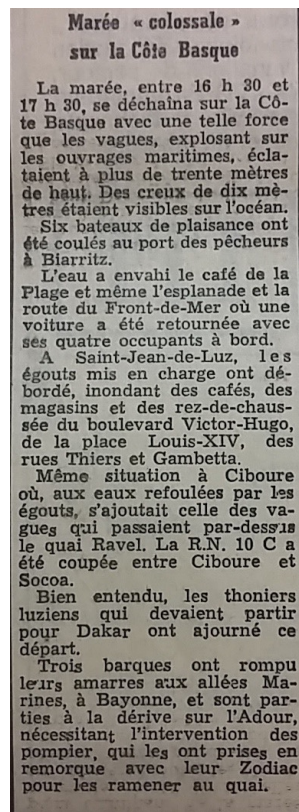 Marée « colossale »
sur la Côte Basque
La marée, entre 16 h 30 et
17 h 30, se déchaîna sur la Cô-
te Basque avec une telle force
que les vagues, explosant sur
les ouvrages maritimes, écla-
taient à plus de trente mètres
de haut. Des creux de dix mè-
tres étaient visibles sur l'océan.
Six bateaux de plaisance ont
été coulés au port des pêcheurs
à Biarritz.
L'eau a envahi le café de la
Plage et même l'esplanade et la
route du Front-de-Mer où une
voiture a été retournée avec
ses quatre occupants à bord.
A Saint-Jean-de-Luz, les
égouts mis en charge ont dé-
bordé, inondant des cafés, des
magasins et des rez-de-chaus-
sée du boulevard Victor-Hugo,
de la place Louis-XIV, des
rues Thiers et Gambetta.
Même situation à Ciboure
où, aux eaux refoulées par les
égouts, s'ajoutait celle des va-
gues qui passaient par-dessus
le quai Ravel. La R.N. 10 C a
été coupée entre Ciboure et
Socoa.
Bien entendu, les thoniers
luziens qui devaient partir
pour Dakar ont ajourné ce
départ.
Trois barques ont rompu
leurs amarres aux allées Ma-
rines, à Bayonne, et sont par-
ties à la dérive sur l'Adour,
nécessitant l'intervention des
pompier, qui les ont prises en
remorque avec leur Zodiac
pour les ramener au quai.